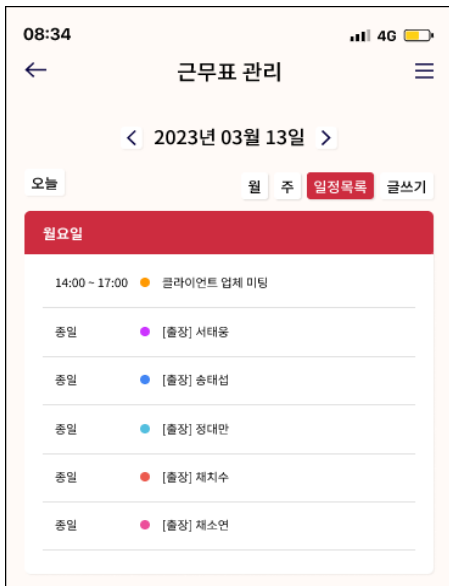 08:34 4G
근무표 관리
2023년 03월 13일
오늘 월 주 일정목록 글쓰기
월요일
14:00 ~ 17:00 클라이언트 업체 미팅
종일 [출장] 서태웅
종일 [출장] 송태섭
종일 [출장] 정대만
종일 [출장] 채치수
종일 [출장] 채소연